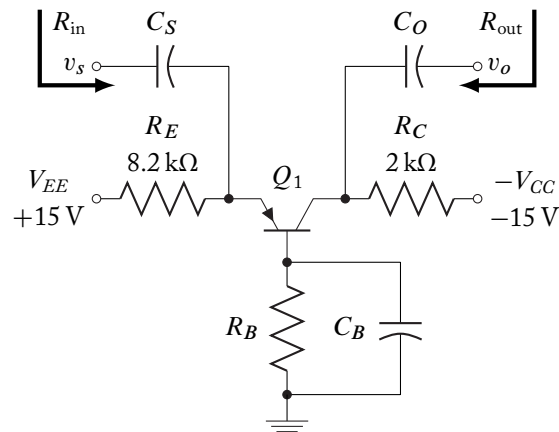 R_in
C_S
C_O
R_out
v_s
v_o
R_E
8.2 kΩ
Q_1
R_C
2 kΩ
V_EE
+15 V
−V_CC
−15 V
R_B
C_B